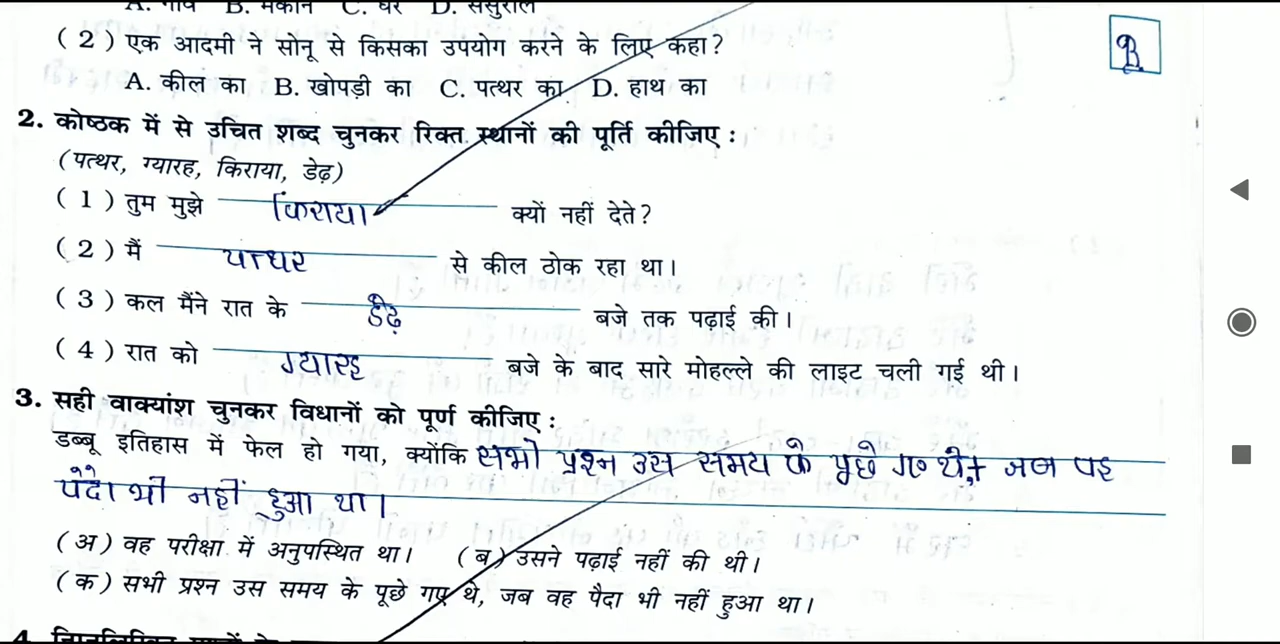 A. गाँव B. मकान C. घर D. ससुराल
( 2 ) एक आदमी ने सोनू से किसका उपयोग करने के लिए कहा?
B
A. कील का B. खोपड़ी का C. पत्थर का D. हाथ का
2. कोष्ठक में से उचित शब्द चुनकर रिक्त स्थानों की पूर्ति कीजिए :
(पत्थर, ग्यारह, किराया, डेढ़)
( 1 ) तुम मुझे किराया क्यों नहीं देते?
( 2 ) मैं पत्थर से कील ठोक रहा था।
( 3 ) कल मैंने रात के डेढ़ बजे तक पढ़ाई की।
( 4 ) रात को ग्यारह बजे के बाद सारे मोहल्ले की लाइट चली गई थी।
3. सही वाक्यांश चुनकर विधानों को पूर्ण कीजिए :
डब्बू इतिहास में फेल हो गया, क्योंकि सभी प्रश्न उस समय के पूछे गए थे, जब वह
पैदा भी नहीं हुआ था।
( अ ) वह परीक्षा में अनुपस्थित था। ( ब ) उसने पढ़ाई नहीं की थी।
( क ) सभी प्रश्न उस समय के पूछे गए थे, जब वह पैदा भी नहीं हुआ था।